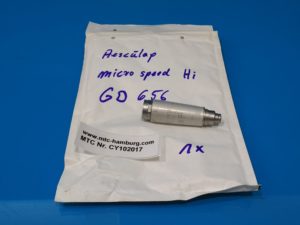 Aesculap
micro speed Hi
GD 656
www.mtc-hamburg.com
MTC Nr. CY102017
1x